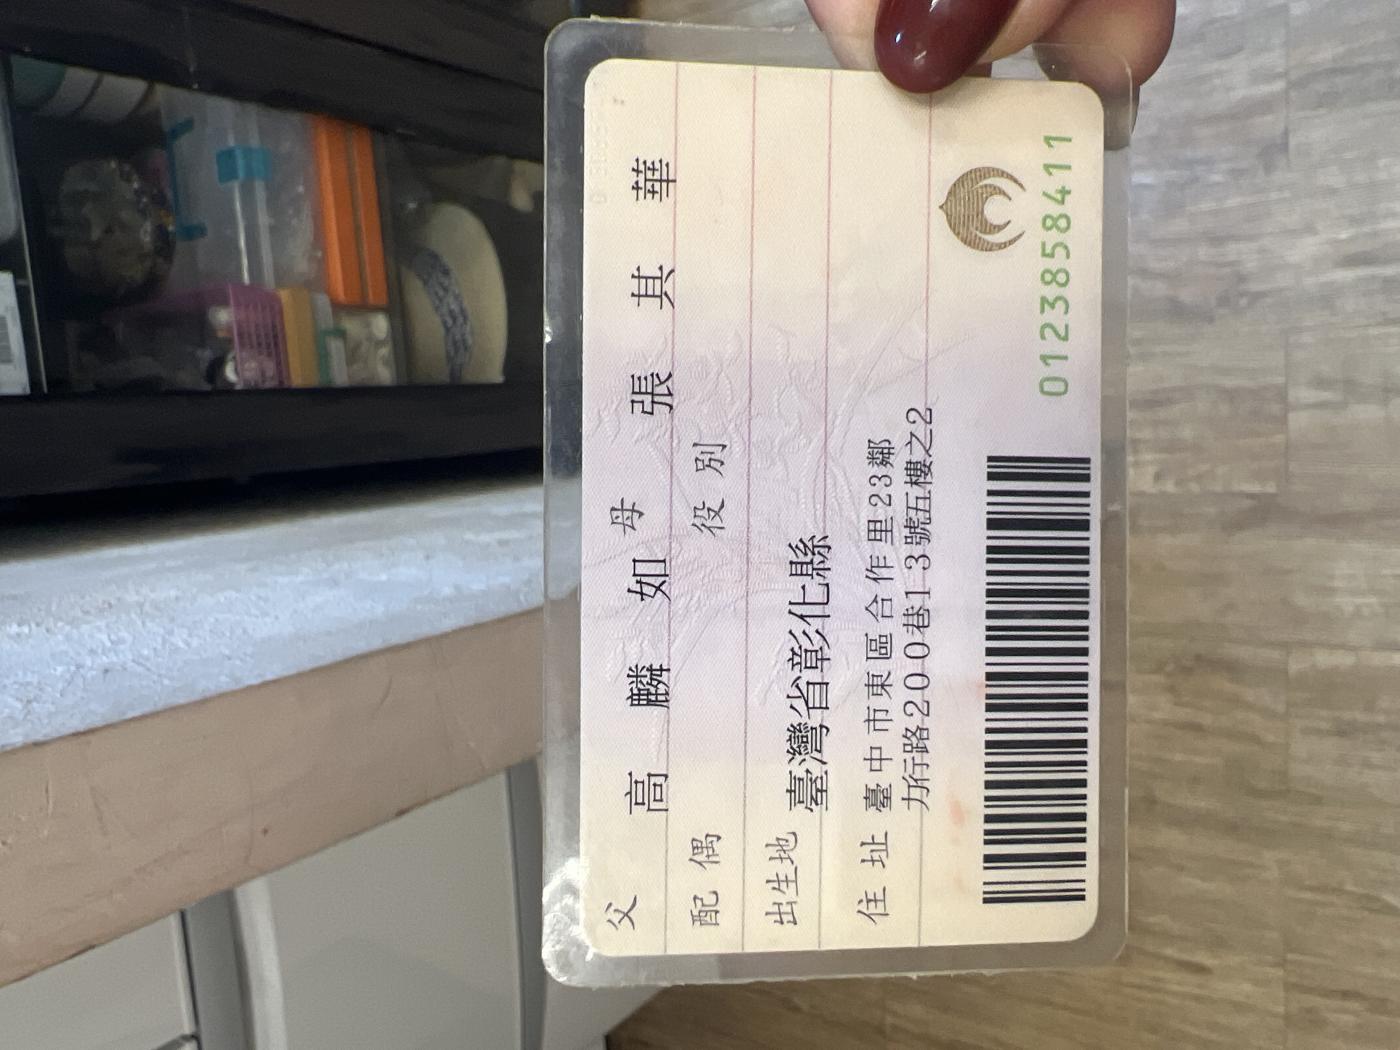 父 高麟如 母 張其華
配偶 役別
出生地 臺灣省彰化縣
住址 臺中市東區合作里23鄰
力行路200巷13號五樓之2
0123858411